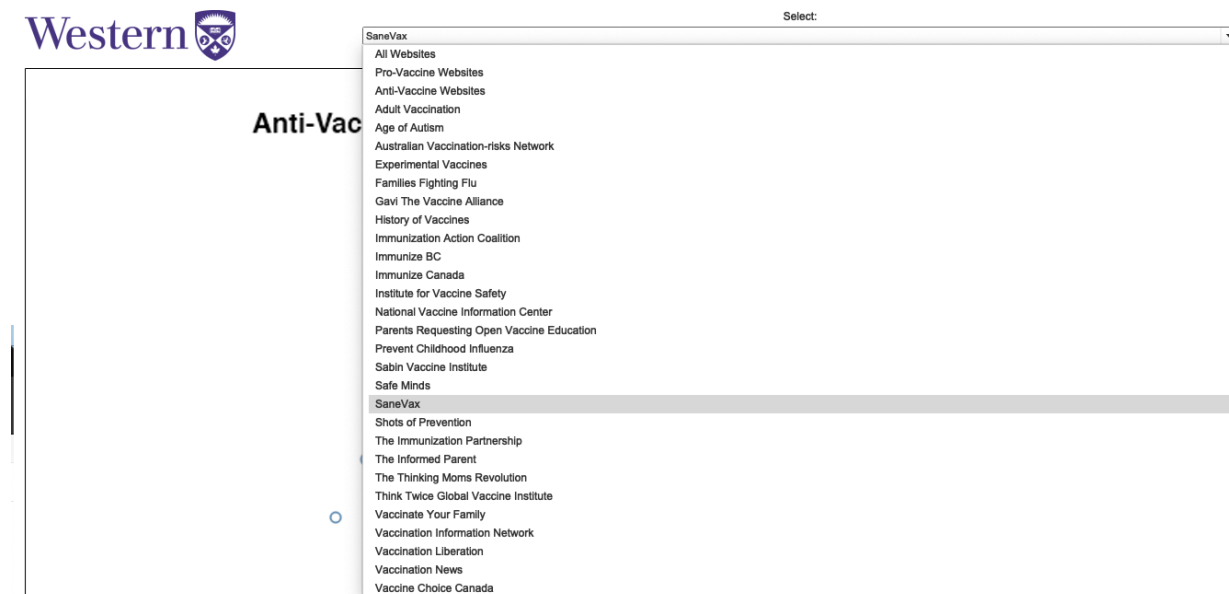 Western
Select:
SaneVax
All Websites
Pro-Vaccine Websites
Anti-Vaccine Websites
Adult Vaccination
Anti-Vac
Age of Autism
Australian Vaccination-risks Network
Experimental Vaccines
Families Fighting Flu
Gavi The Vaccine Alliance
History of Vaccines
Immunization Action Coalition
Immunize BC
Immunize Canada
Institute for Vaccine Safety
National Vaccine Information Center
Parents Requesting Open Vaccine Education
Prevent Childhood Influenza
Sabin Vaccine Institute
Safe Minds
SaneVax
Shots of Prevention
The Immunization Partnership
The Informed Parent
The Thinking Moms Revolution
Think Twice Global Vaccine Institute
Vaccinate Your Family
Vaccination Information Network
Vaccination Liberation
Vaccination News
Vaccine Choice Canada